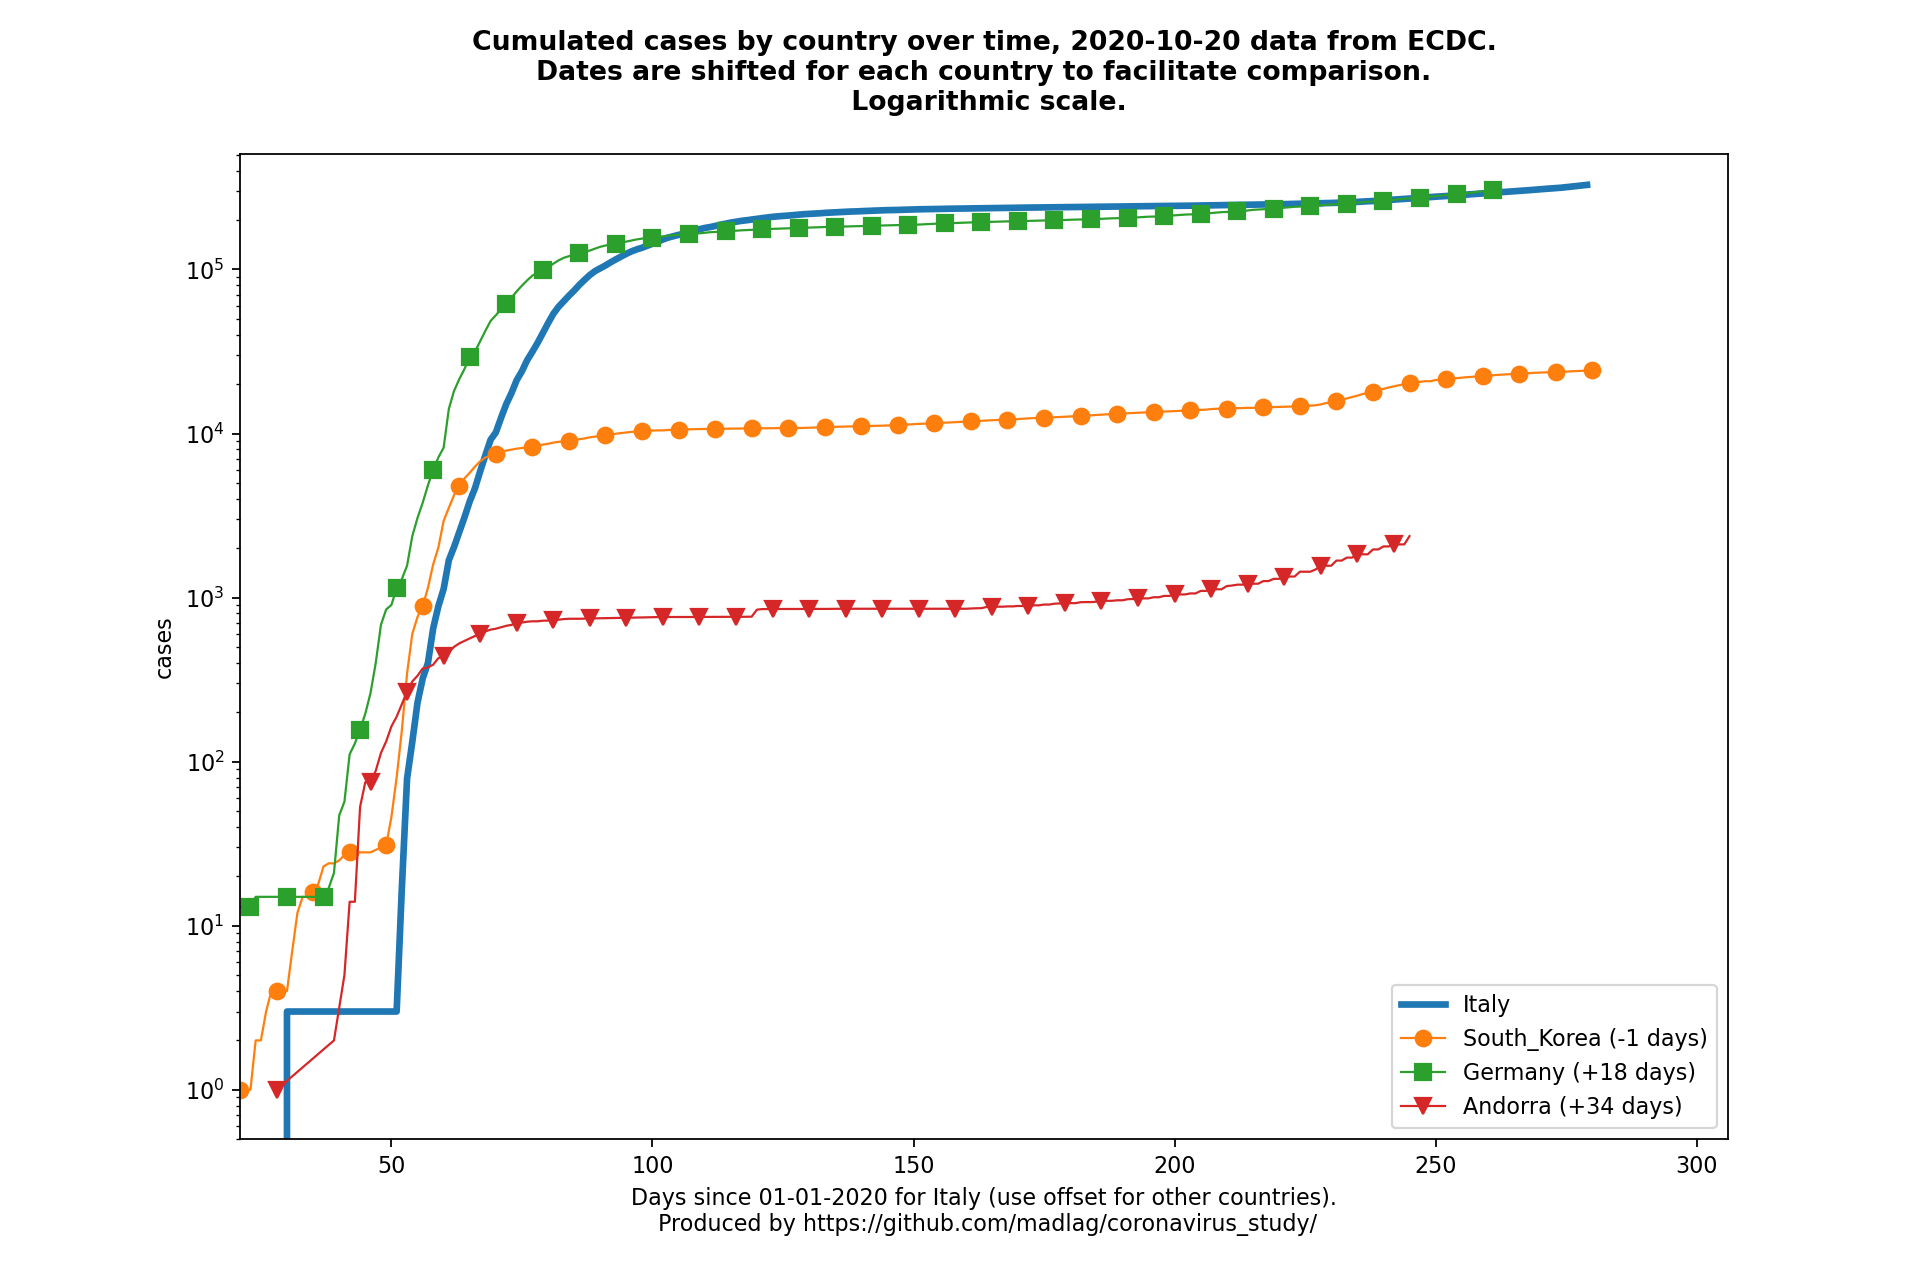 Cumulated cases by country over time, 2020-10-20 data from ECDC.
Dates are shifted for each country to facilitate comparison.
Logarithmic scale.
cases
10^5
10^4
10^3
10^2
10^1
10^0
50
100
150
200
250
300
Italy
South_Korea (-1 days)
Germany (+18 days)
Andorra (+34 days)
Days since 01-01-2020 for Italy (use offset for other countries).
Produced by https://github.com/madlag/coronavirus_study/